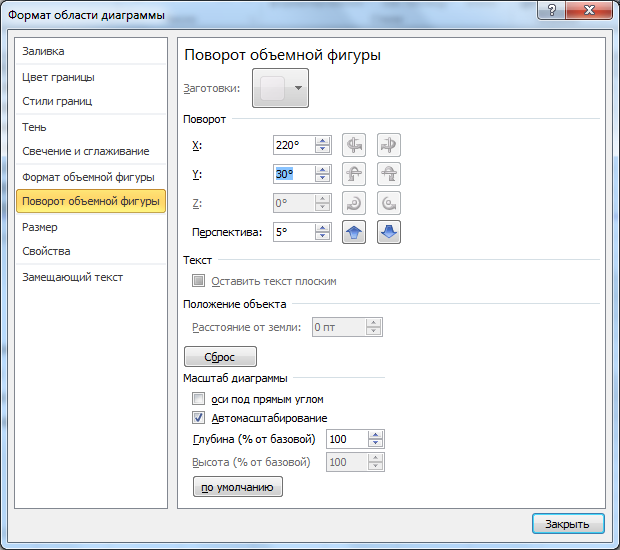 Формат области диаграммы
Заливка
Цвет границы
Стили границ
Тень
Свечение и сглаживание
Формат объемной фигуры
Поворот объемной фигуры
Размер
Свойства
Замещающий текст
Поворот объемной фигуры
Заготовки:
Поворот
X: 220°
Y: 30°
Z: 0°
Перспектива: 5°
Текст
Оставить текст плоским
Положение объекта
Расстояние от земли: 0 пт
Сброс
Масштаб диаграммы
оси под прямым углом
Автомасштабирование
Глубина (% от базовой) 100
Высота (% от базовой) 100
по умолчанию
Закрыть